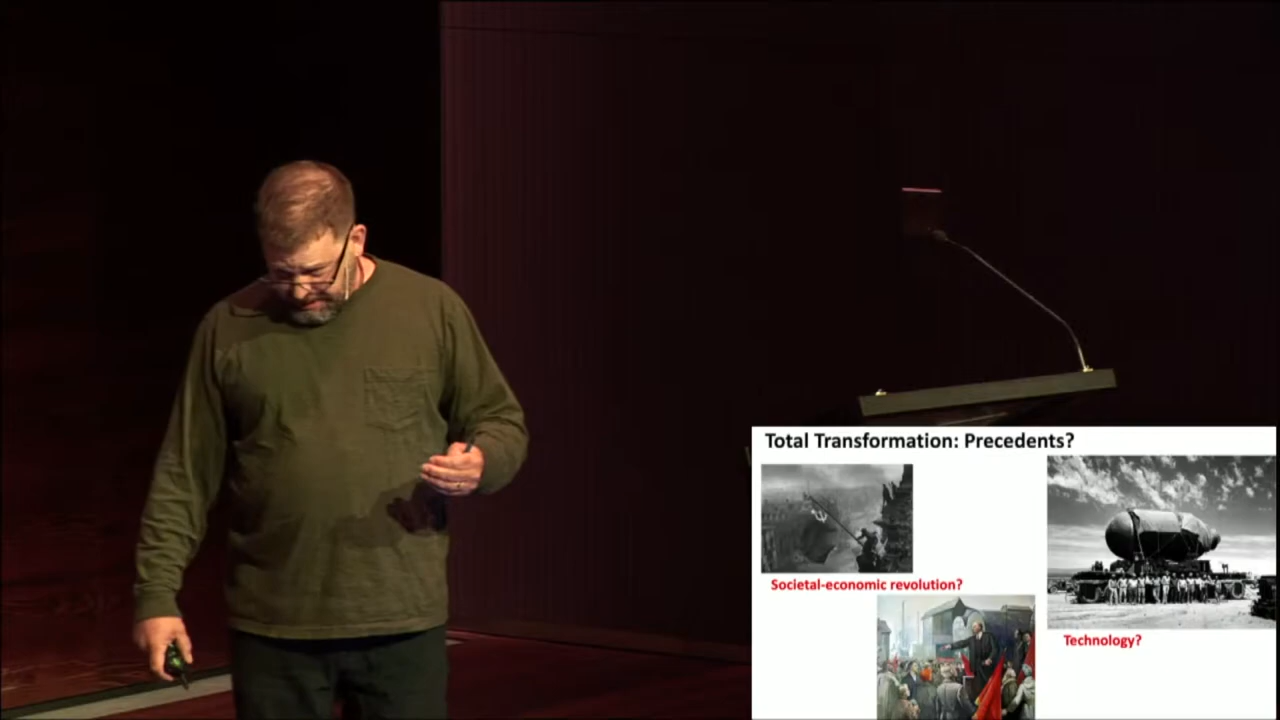 Total Transformation: Precedents?
Societal-economic revolution?
Technology?